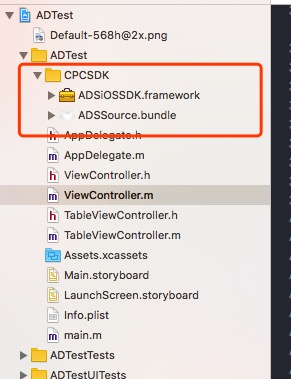 ADTest
Default-568h@2x.png
ADTest
CPCSDK
ADSiOSSDK.framework
ADSSource.bundle
h AppDelegate.h
m AppDelegate.m
h ViewController.h
m ViewController.m
h TableViewController.h
m TableViewController.m
Assets.xcassets
Main.storyboard
LaunchScreen.storyboard
Info.plist
m main.m
ADTestTests
ADTestUITests